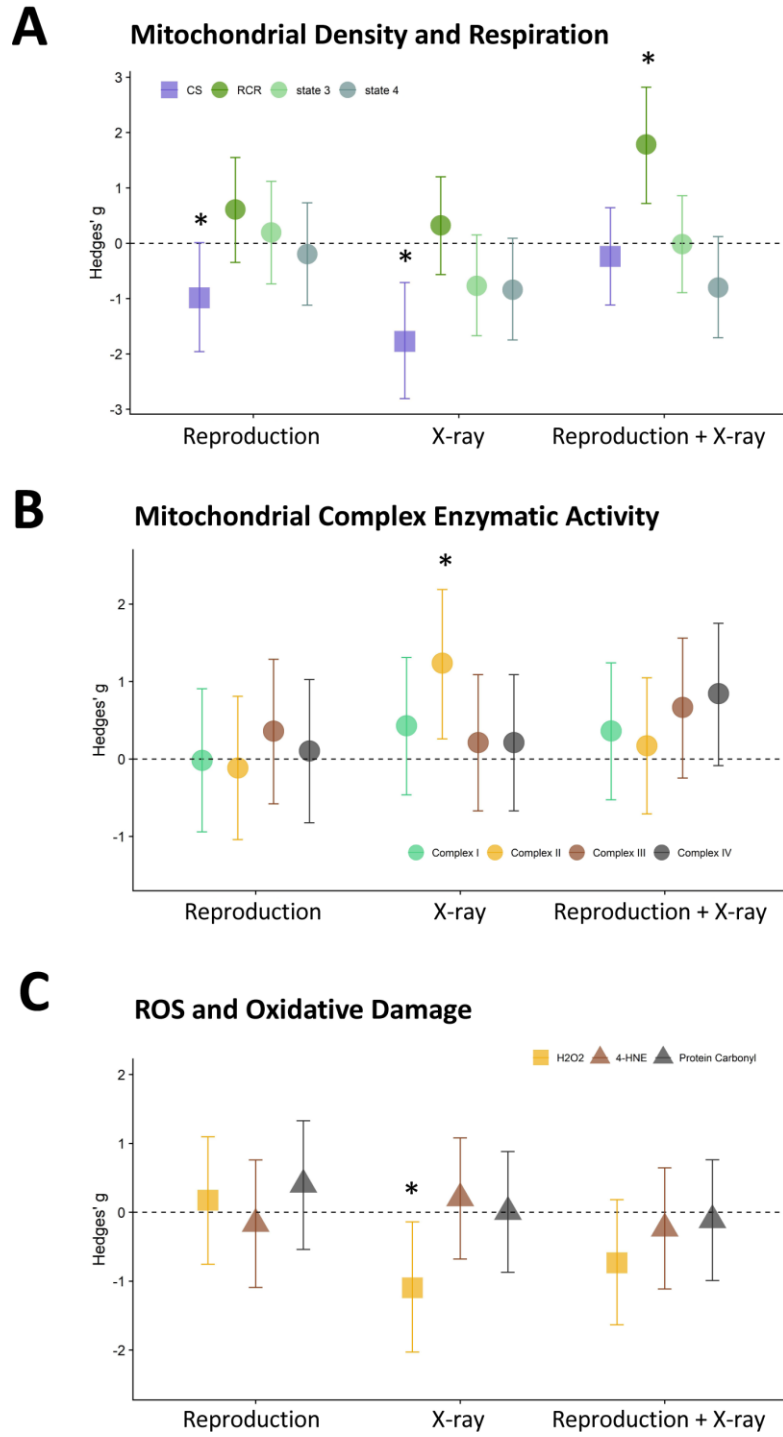 A
Mitochondrial Density and Respiration
3
CS RCR state 3 state 4
*
2
1
*
0
*
-1
-2
-3
Hedges' g
Reproduction X-ray Reproduction + X-ray
B
Mitochondrial Complex Enzymatic Activity
*
2
1
0
-1
Hedges' g
Complex I Complex II Complex III Complex IV
Reproduction X-ray Reproduction + X-ray
C
ROS and Oxidative Damage
H2O2 4-HNE Protein Carbonyl
2
1
*
0
-1
-2
Hedges' g
Reproduction X-ray Reproduction + X-ray